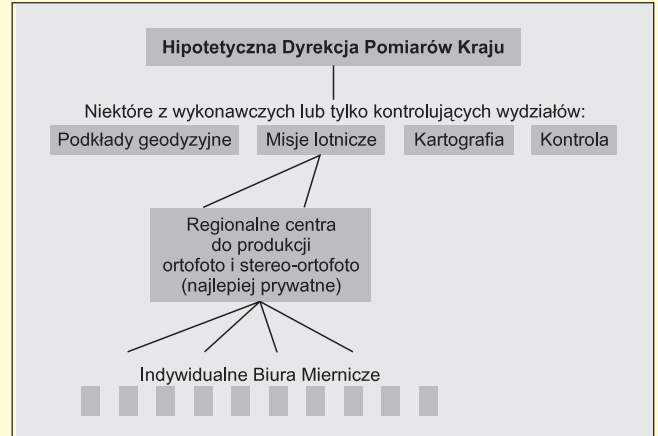 Hipotetyczna Dyrekcja Pomiarów Kraju
Niektóre z wykonawczych lub tylko kontrolujących wydziałów:
Podkłady geodyzyjne Misje lotnicze Kartografia Kontrola
Regionalne centra
do produkcji
ortofoto i stereo-ortofoto
(najlepiej prywatne)
Indywidualne Biura Miernicze